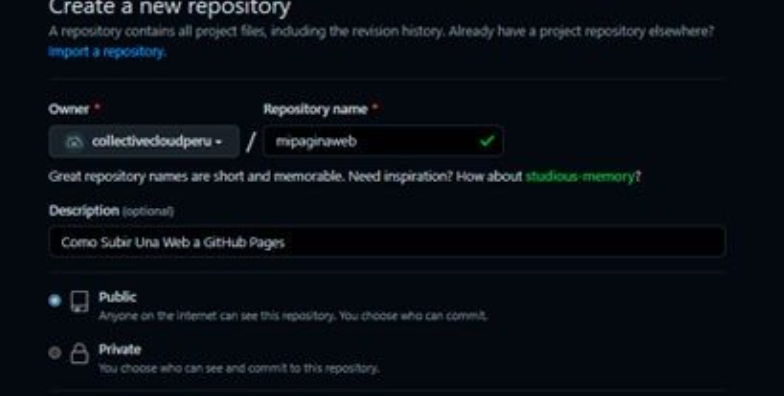 Create a new repository
A repository contains all project files, including the revision history. Already have a project repository elsewhere?
Import a repository.
Owner * Repository name *
collectivecloudperu / mipaginaweb
Great repository names are short and memorable. Need inspiration? How about studious-memory?
Description (optional)
Como Subir Una Web a GitHub Pages
Public
Anyone on the internet can see this repository. You choose who can commit.
Private
You choose who can see and commit to this repository.